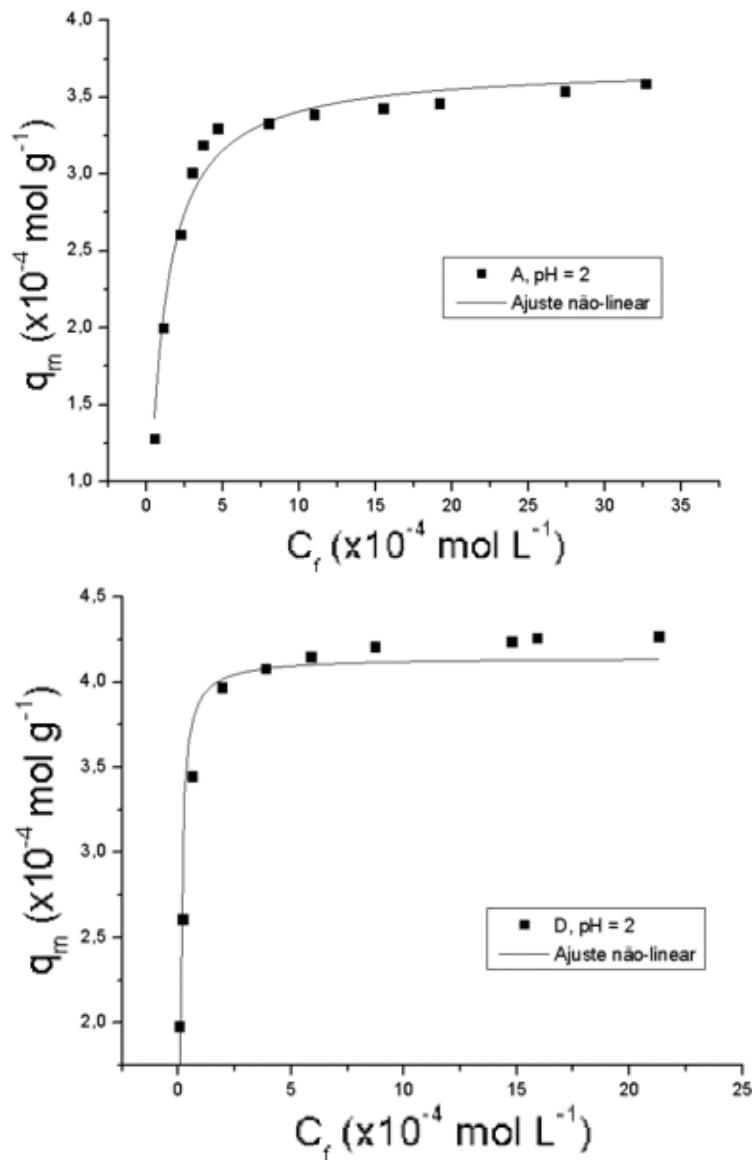 4,0
3,5
3,0
2,5
2,0
1,5
1,0
q_m (x10⁻⁴ mol g⁻¹)
A, pH = 2
Ajuste não-linear
0 5 10 15 20 25 30 35
C_f (x10⁻⁴ mol L⁻¹)
4,5
4,0
3,5
3,0
2,5
2,0
q_m (x10⁻⁴ mol g⁻¹)
D, pH = 2
Ajuste não-linear
0 5 10 15 20 25
C_f (x10⁻⁴ mol L⁻¹)